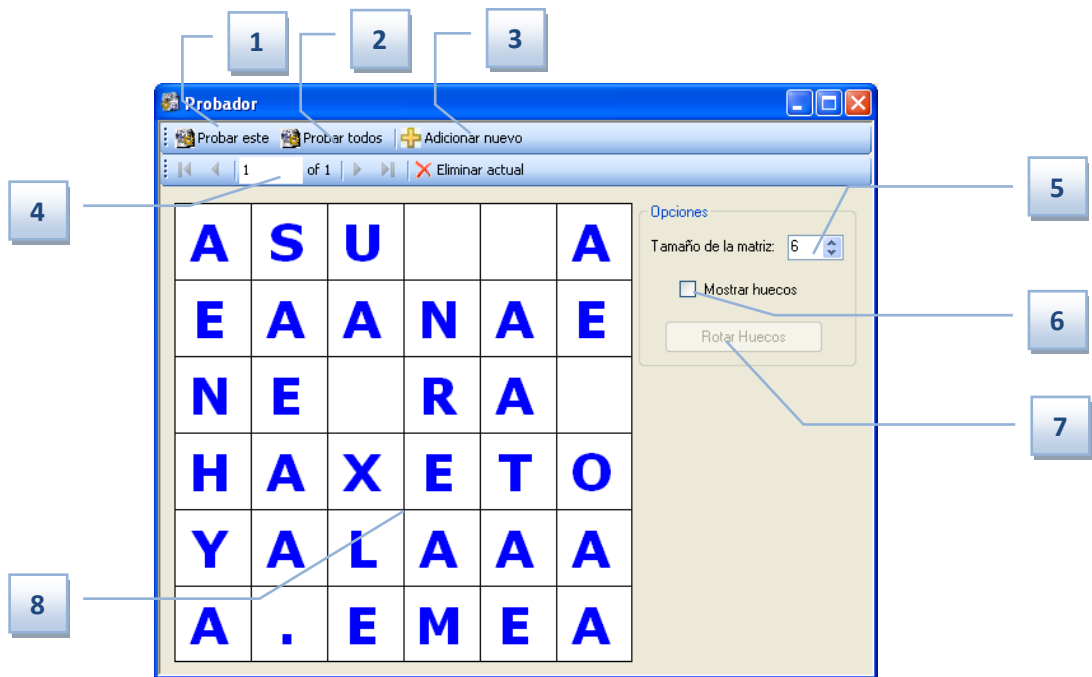 1 2 3
Probador
Probar este Probar todos Adicionar nuevo
1 of 1 Eliminar actual
4
5
Opciones
A S U A
Tamaño de la matriz: 6
Mostrar huecos
E A A N A E
6
Rotar Huecos
N E R A
7
H A X E T O
Y A L A A A
8
A . E M E A